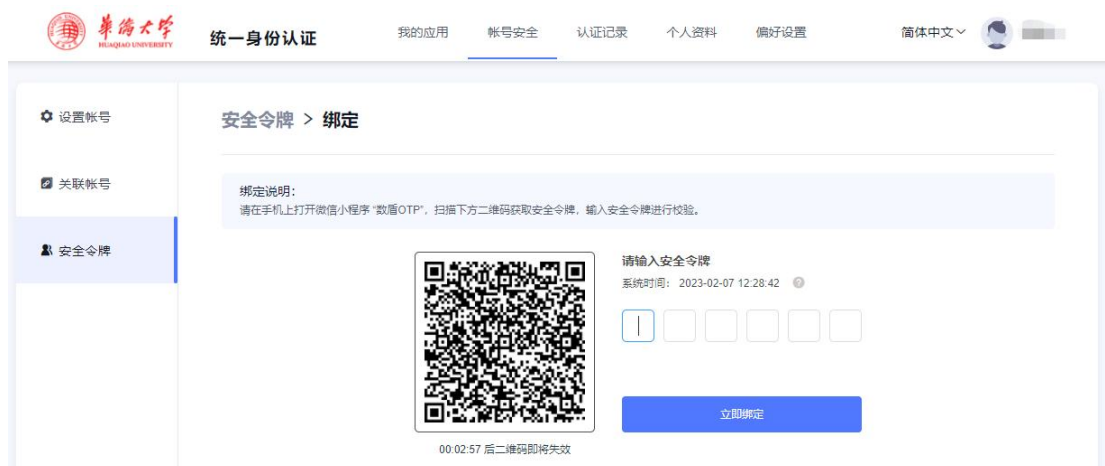 華僑大学
HUAQIAO UNIVERSITY
统一身份认证
我的应用 帐号安全 认证记录 个人资料 偏好设置
简体中文
设置帐号
关联帐号
安全令牌
安全令牌 > 绑定
绑定说明：
请在手机上打开微信小程序 “数盾OTP”，扫描下方二维码获取安全令牌，输入安全令牌进行校验。
00:02:57 后二维码即将失效
请输入安全令牌
系统时间： 2023-02-07 12:28:42
立即绑定